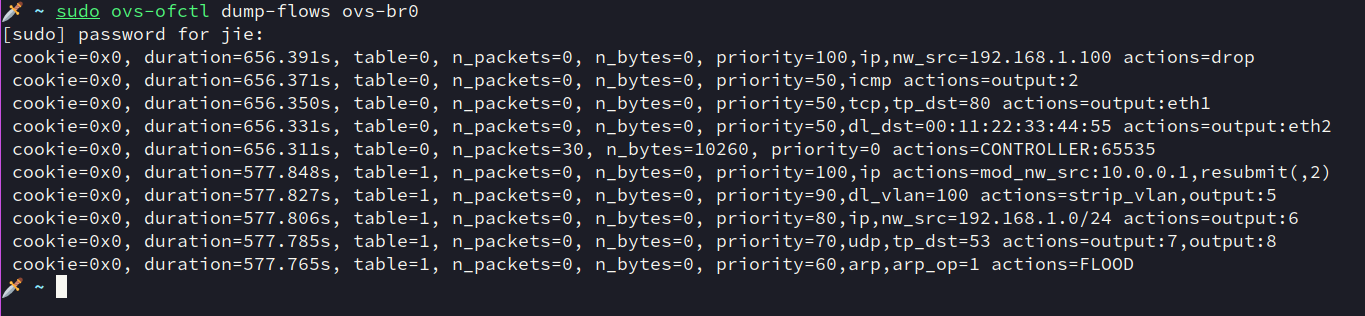 ~ sudo ovs-ofctl dump-flows ovs-br0
[sudo] password for jie:
cookie=0x0, duration=656.391s, table=0, n_packets=0, n_bytes=0, priority=100,ip,nw_src=192.168.1.100 actions=drop
cookie=0x0, duration=656.371s, table=0, n_packets=0, n_bytes=0, priority=50,icmp actions=output:2
cookie=0x0, duration=656.350s, table=0, n_packets=0, n_bytes=0, priority=50,tcp,tp_dst=80 actions=output:eth1
cookie=0x0, duration=656.331s, table=0, n_packets=0, n_bytes=0, priority=50,dl_dst=00:11:22:33:44:55 actions=output:eth2
cookie=0x0, duration=656.311s, table=0, n_packets=30, n_bytes=10260, priority=0 actions=CONTROLLER:65535
cookie=0x0, duration=577.848s, table=1, n_packets=0, n_bytes=0, priority=100,ip actions=mod_nw_src:10.0.0.1,resubmit(,2)
cookie=0x0, duration=577.827s, table=1, n_packets=0, n_bytes=0, priority=90,dl_vlan=100 actions=strip_vlan,output:5
cookie=0x0, duration=577.806s, table=1, n_packets=0, n_bytes=0, priority=80,ip,nw_src=192.168.1.0/24 actions=output:6
cookie=0x0, duration=577.785s, table=1, n_packets=0, n_bytes=0, priority=70,udp,tp_dst=53 actions=output:7,output:8
cookie=0x0, duration=577.765s, table=1, n_packets=0, n_bytes=0, priority=60,arp,arp_op=1 actions=FLOOD
~